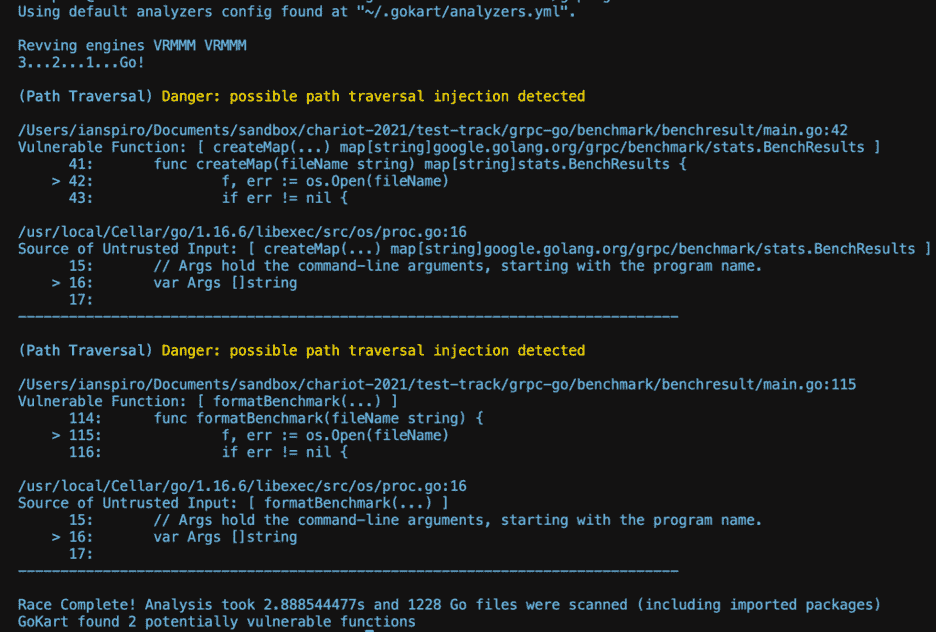 Using default analyzers config found at "~/.gokart/analyzers.yml".
Revving engines VRMMM VRMMM
3...2...1...Go!
(Path Traversal) Danger: possible path traversal injection detected
/Users/ianspiro/Documents/sandbox/chariot-2021/test-track/grpc-go/benchmark/benchresult/main.go:42
Vulnerable Function: [ createMap(...) map[string]google.golang.org/grpc/benchmark/stats.BenchResults ]
41: func createMap(fileName string) map[string]stats.BenchResults {
> 42: f, err := os.Open(fileName)
43: if err != nil {
/usr/local/Cellar/go/1.16.6/libexec/src/os/proc.go:16
Source of Untrusted Input: [ createMap(...) map[string]google.golang.org/grpc/benchmark/stats.BenchResults ]
15: // Args hold the command-line arguments, starting with the program name.
> 16: var Args []string
17:
(Path Traversal) Danger: possible path traversal injection detected
/Users/ianspiro/Documents/sandbox/chariot-2021/test-track/grpc-go/benchmark/benchresult/main.go:115
Vulnerable Function: [ formatBenchmark(...) ]
114: func formatBenchmark(fileName string) {
> 115: f, err := os.Open(fileName)
116: if err != nil {
/usr/local/Cellar/go/1.16.6/libexec/src/os/proc.go:16
Source of Untrusted Input: [ formatBenchmark(...) ]
15: // Args hold the command-line arguments, starting with the program name.
> 16: var Args []string
17:
Race Complete! Analysis took 2.888544477s and 1228 Go files were scanned (including imported packages)
GoKart found 2 potentially vulnerable functions